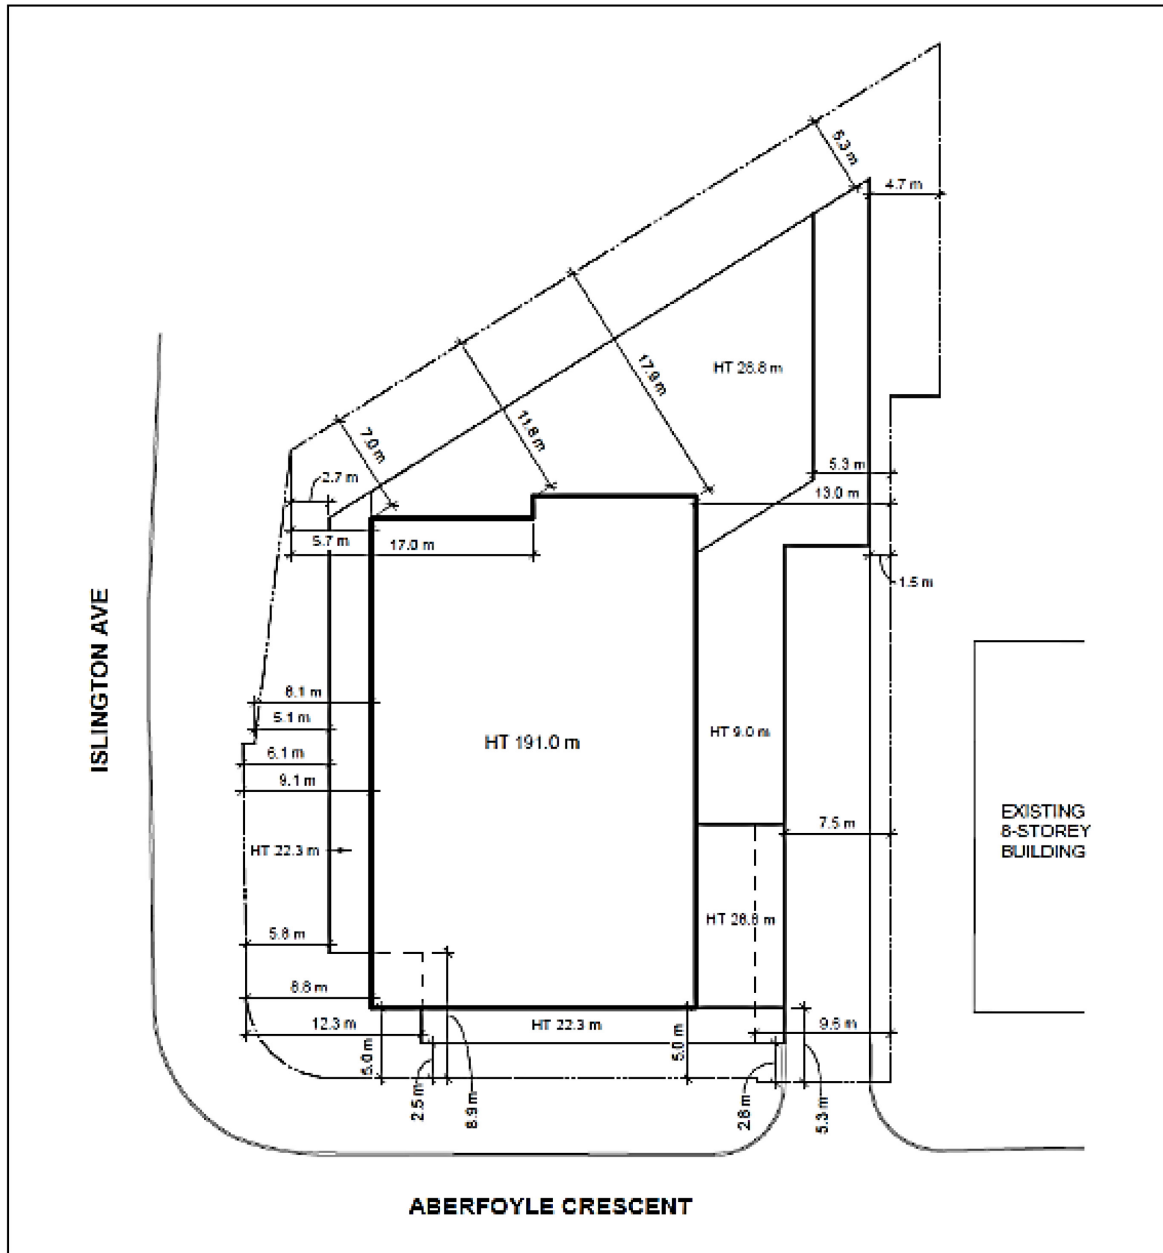 5.3 m
4.7 m
17.9 m
HT 28.8 m
11.8 m
7.0 m
2.7 m
5.3 m
13.0 m
5.7 m
17.0 m
1.5 m
ISLINGTON AVE
8.1 m
5.1 m
6.1 m
9.1 m
HT 191.0 m
HT 9.0 m
EXISTING
8-STOREY
BUILDING
7.5 m
HT 22.3 m
HT 28.8 m
5.8 m
8.8 m
12.3 m
HT 22.3 m
9.8 m
5.0 m
5.0 m
2.5 m
8.9 m
2.8 m
5.3 m
ABERFOYLE CRESCENT